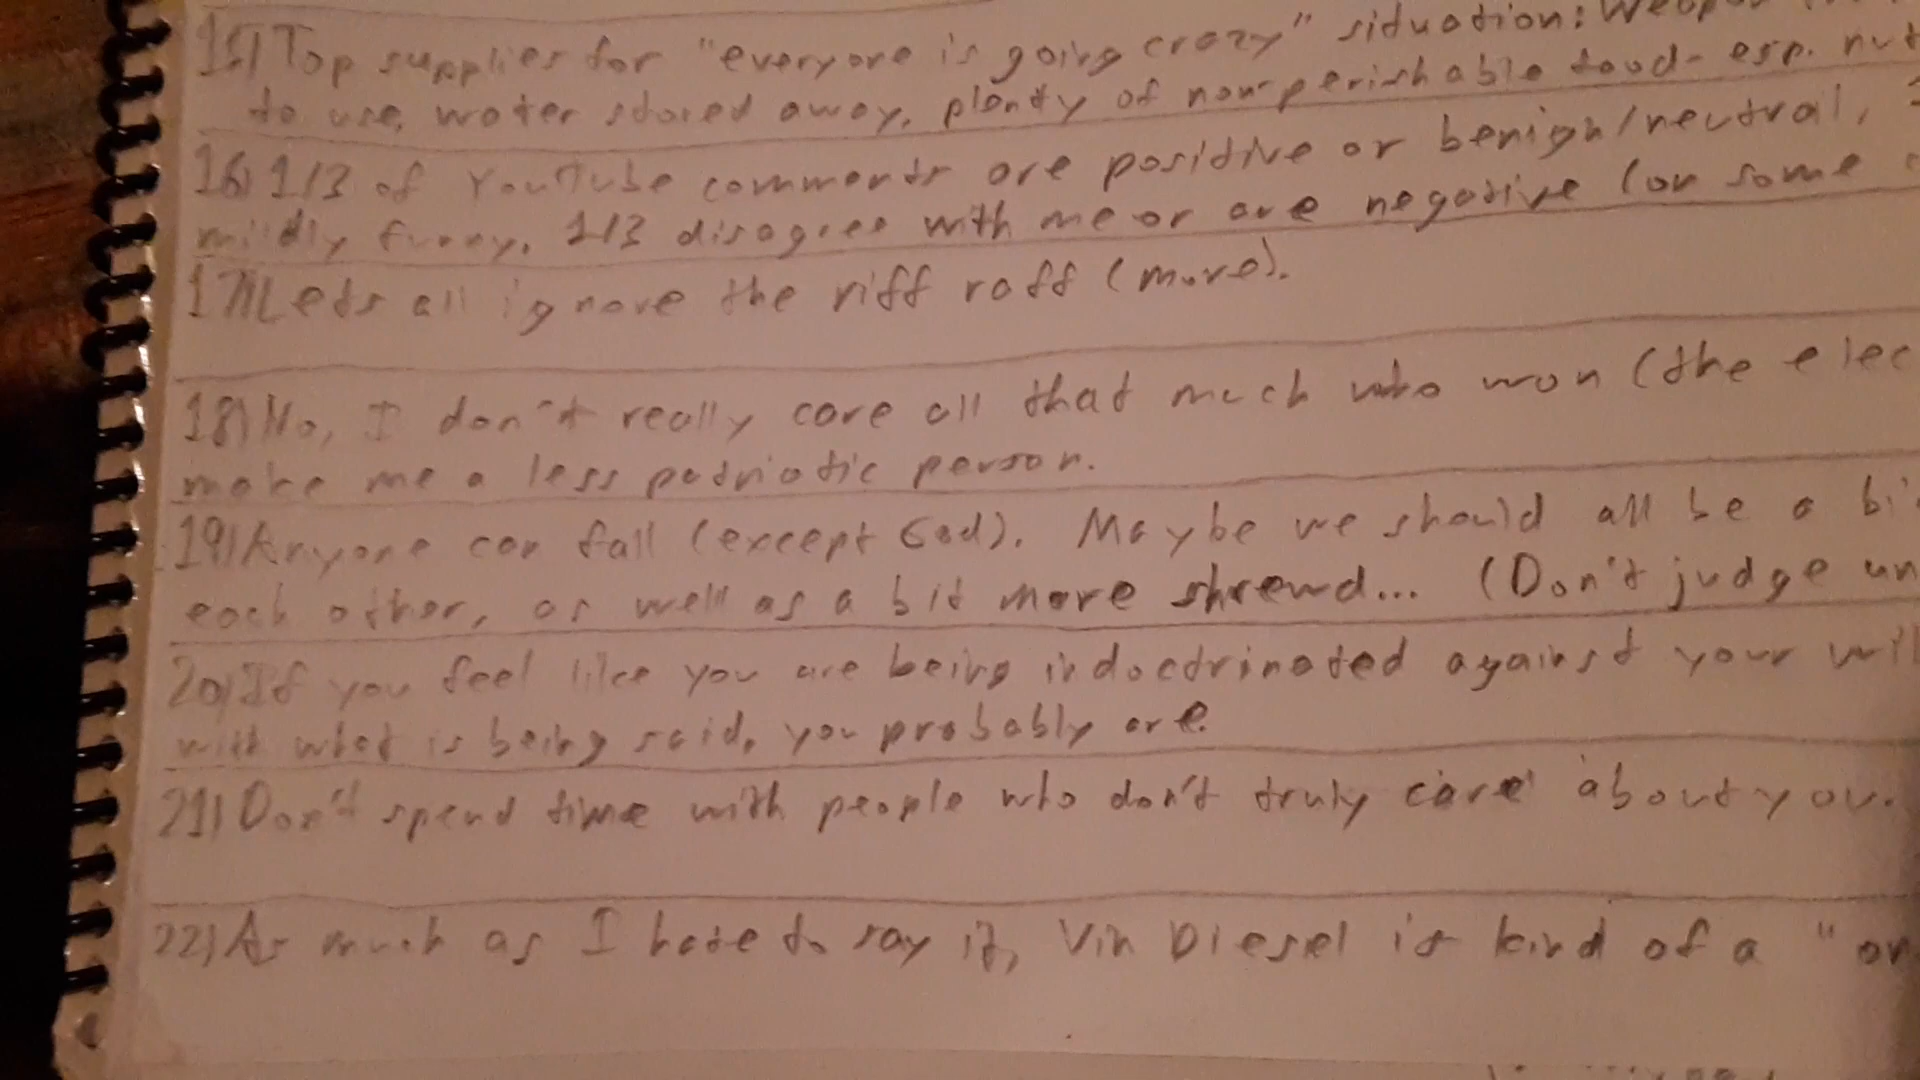 15) Top supplies for "everyone is going crazy" situation:
to use, water stored away, plenty of non-perishable food- esp.
16) 1/3 of YouTube comments are positive or benign/neutral,
mildly funny, 1/3 disagree with me or are negative (or some
17) Lets all ignore the riff raff (more).
18) No, I don't really care all that much who won (the elec
make me a less patriotic person.
19) Anyone can fall (except God). Maybe we should all be a
each other, as well as a bit more shrewd... (Don't judge
20) If you feel like you are being indoctrinated against your
with what is being said, you probably are.
21) Don't spend time with people who don't truly care about you.
22) As much as I hate to say it, Vin Diesel is kind of a "